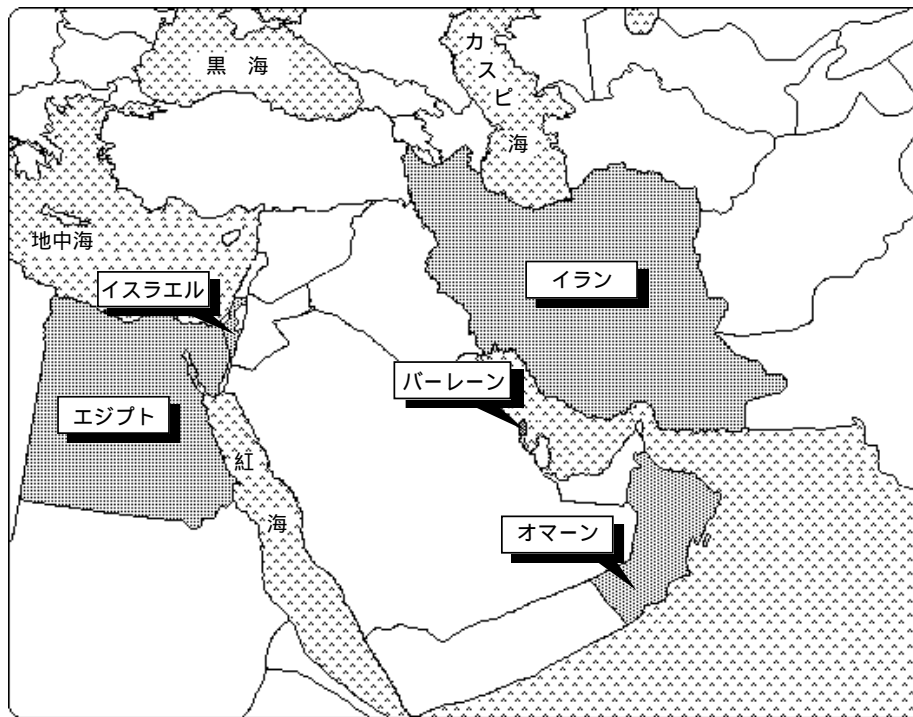 黒 海
カスピ海
地中海
イスラエル
イラン
バーレーン
エジプト
紅海
オマーン